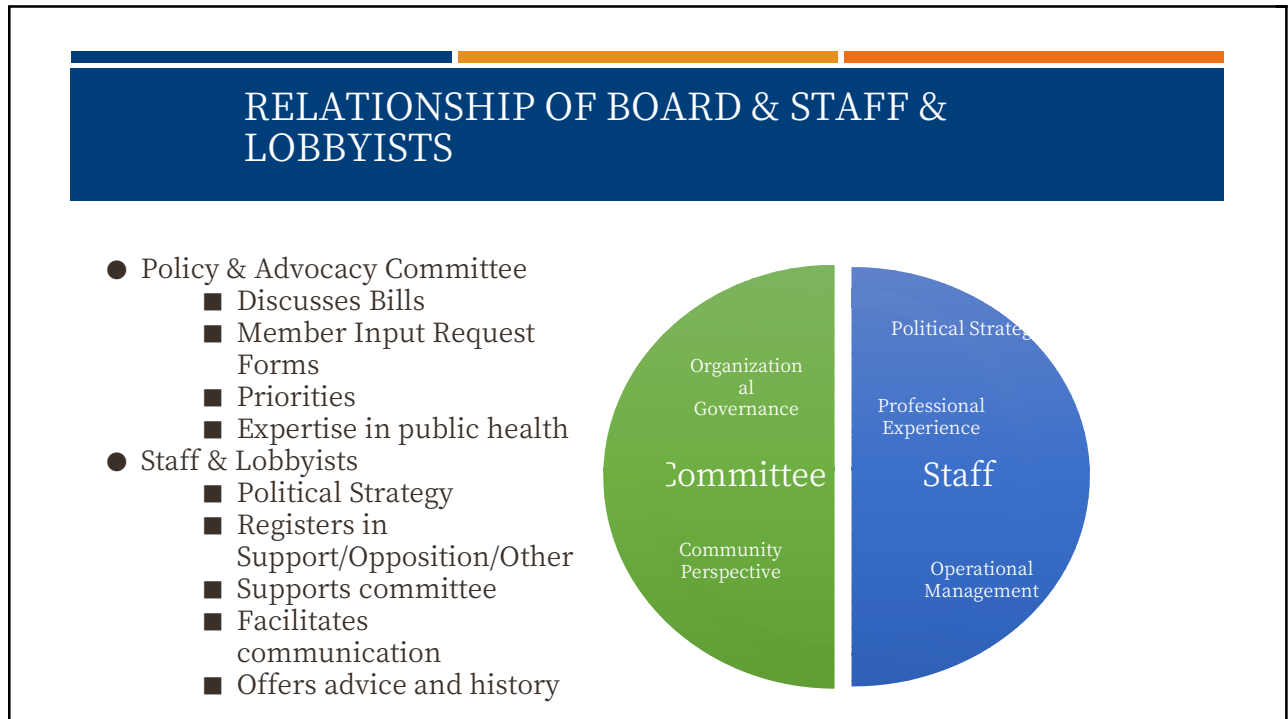 RELATIONSHIP OF BOARD & STAFF &
LOBBYISTS
● Policy & Advocacy Committee
■ Discusses Bills
■ Member Input Request
Forms
■ Priorities
■ Expertise in public health
● Staff & Lobbyists
■ Political Strategy
■ Registers in
Support/Opposition/Other
■ Supports committee
■ Facilitates
communication
■ Offers advice and history
Organization
al
Governance
Committee
Community
Perspective
Political Strateg
Professional
Experience
Staff
Operational
Management